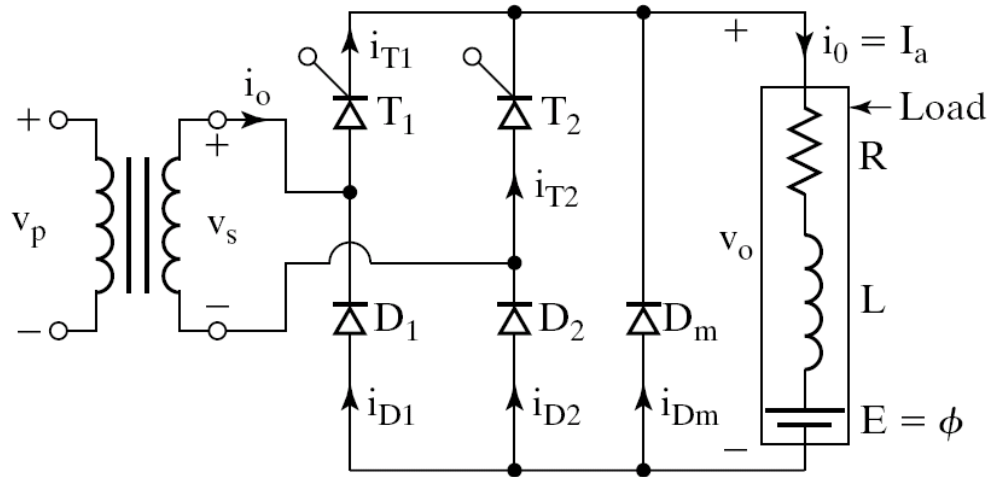 +
i_T1
i_0 = I_a
i_o
T_1
T_2
Load
+
+
R
i_T2
v_p
v_s
v_o
L
D_1
D_2
D_m
−
−
i_D1
i_D2
i_Dm
−
E = ϕ